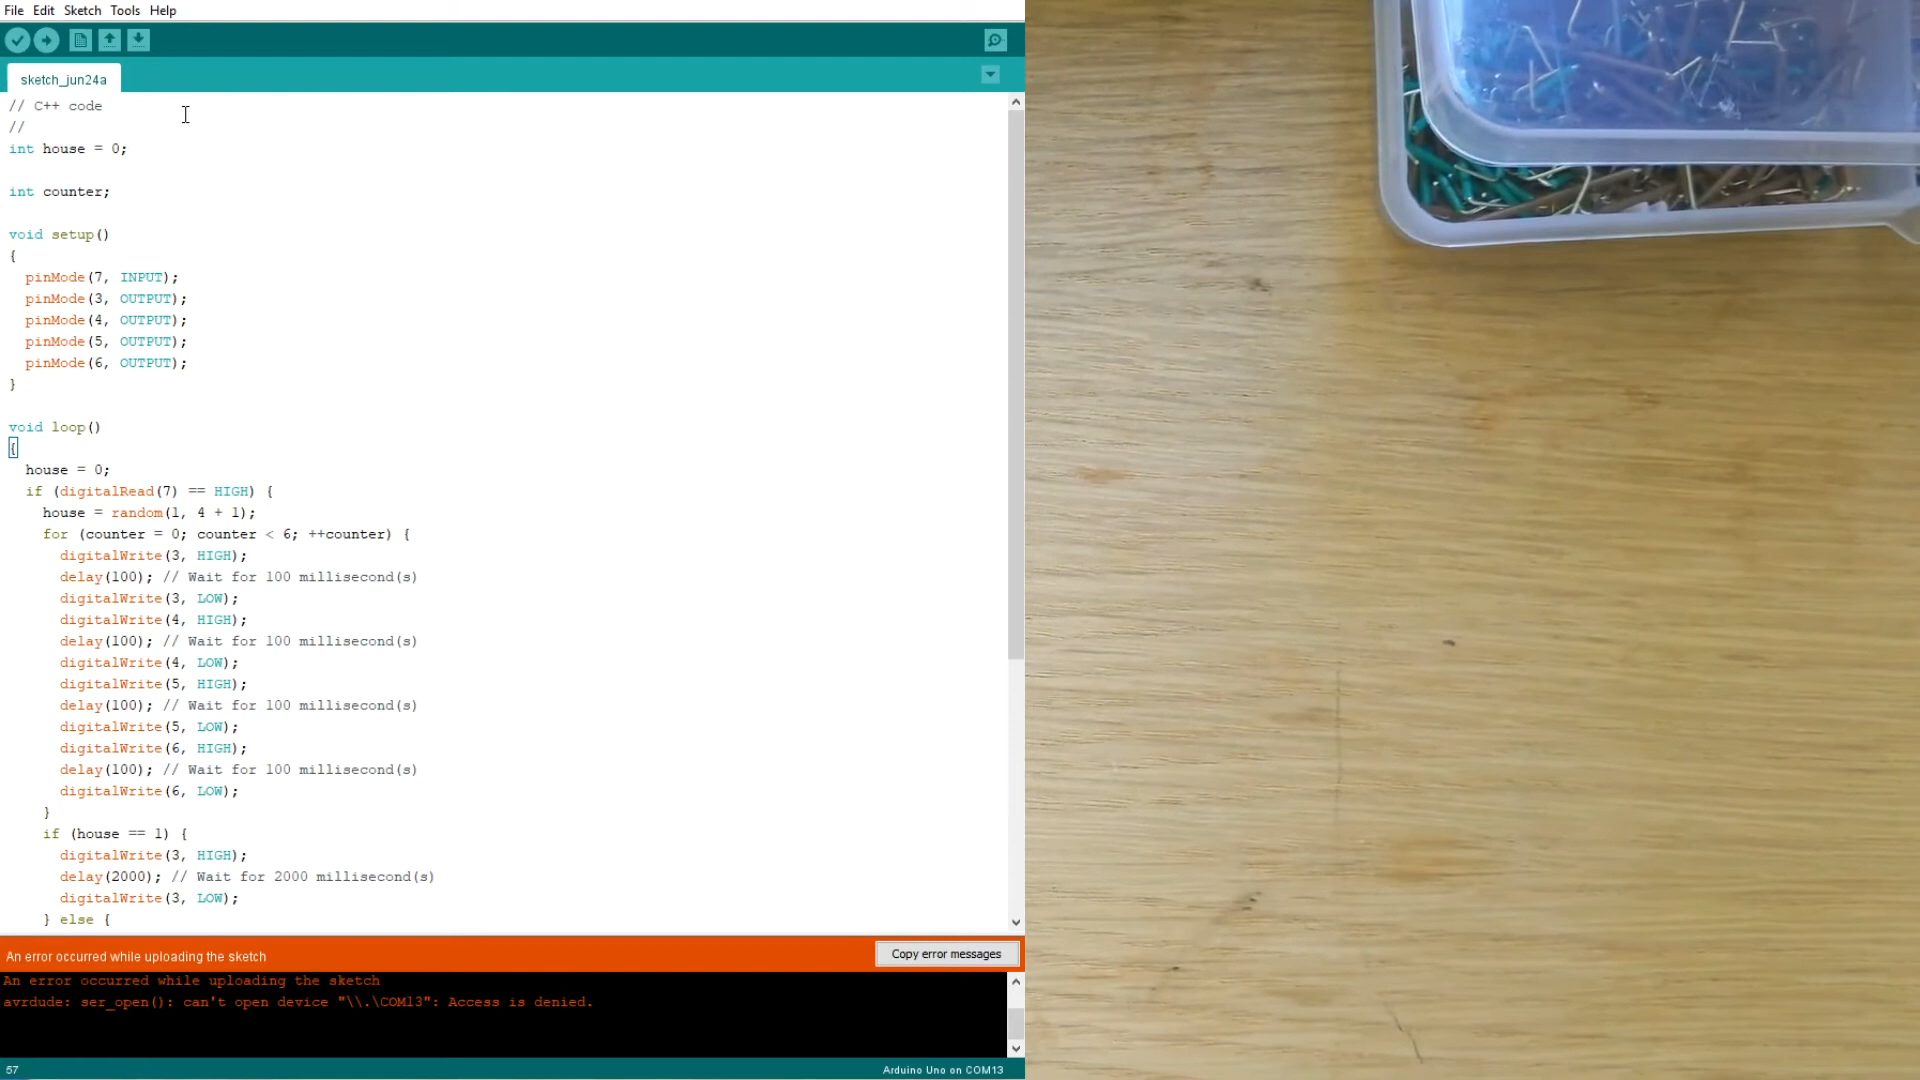 File Edit Sketch Tools Help
sketch_jun24a
// C++ code
//
int house = 0;
int counter;
void setup()
{
pinMode(7, INPUT);
pinMode(3, OUTPUT);
pinMode(4, OUTPUT);
pinMode(5, OUTPUT);
pinMode(6, OUTPUT);
}
void loop()
{
house = 0;
if (digitalRead(7) == HIGH) {
house = random(1, 4 + 1);
for (counter = 0; counter < 6; ++counter) {
digitalWrite(3, HIGH);
delay(100); // Wait for 100 millisecond(s)
digitalWrite(3, LOW);
digitalWrite(4, HIGH);
delay(100); // Wait for 100 millisecond(s)
digitalWrite(4, LOW);
digitalWrite(5, HIGH);
delay(100); // Wait for 100 millisecond(s)
digitalWrite(5, LOW);
digitalWrite(6, HIGH);
delay(100); // Wait for 100 millisecond(s)
digitalWrite(6, LOW);
}
if (house == 1) {
digitalWrite(3, HIGH);
delay(2000); // Wait for 2000 millisecond(s)
digitalWrite(3, LOW);
} else {
An error occurred while uploading the sketch
Copy error messages
An error occurred while uploading the sketch
avrdude: ser_open(): can't open device "\\.\COM13": Access is denied.
57
Arduino Uno on COM13